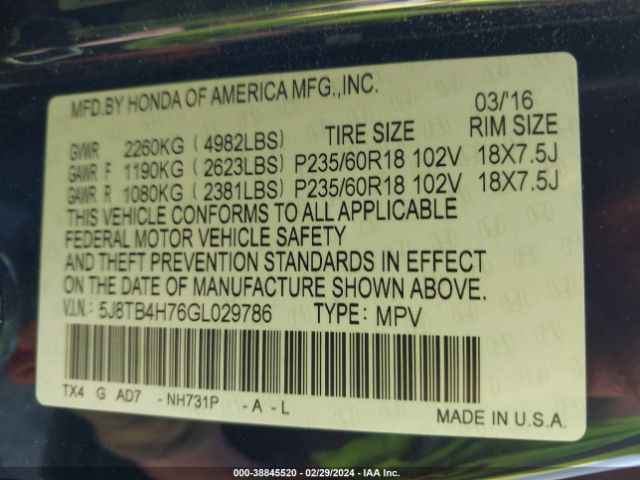 MFD.BY HONDA OF AMERICA MFG.,INC. 03/'16
GVWR 2260KG (4982LBS) TIRE SIZE RIM SIZE
GAWR F 1190KG (2623LBS) P235/60R18 102V 18X7.5J
GAWR R 1080KG (2381LBS) P235/60R18 102V 18X7.5J
THIS VEHICLE CONFORMS TO ALL APPLICABLE
FEDERAL MOTOR VEHICLE SAFETY
AND THEFT PREVENTION STANDARDS IN EFFECT
ON THE DATE OF MANUFACTURE SHOWN ABOVE.
V.I.N.: 5J8TB4H76GL029786 TYPE: MPV
TX4 G AD7 -NH731P -A-L
MADE IN U.S.A.
000-38845520 - 02/29/2024 - IAA Inc.